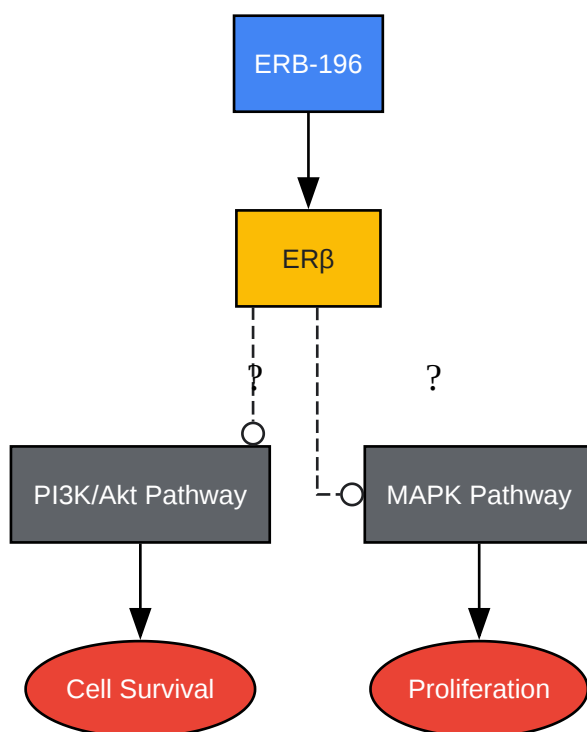 ERB-196
ERβ
?
?
PI3K/Akt Pathway
MAPK Pathway
Cell Survival
Proliferation